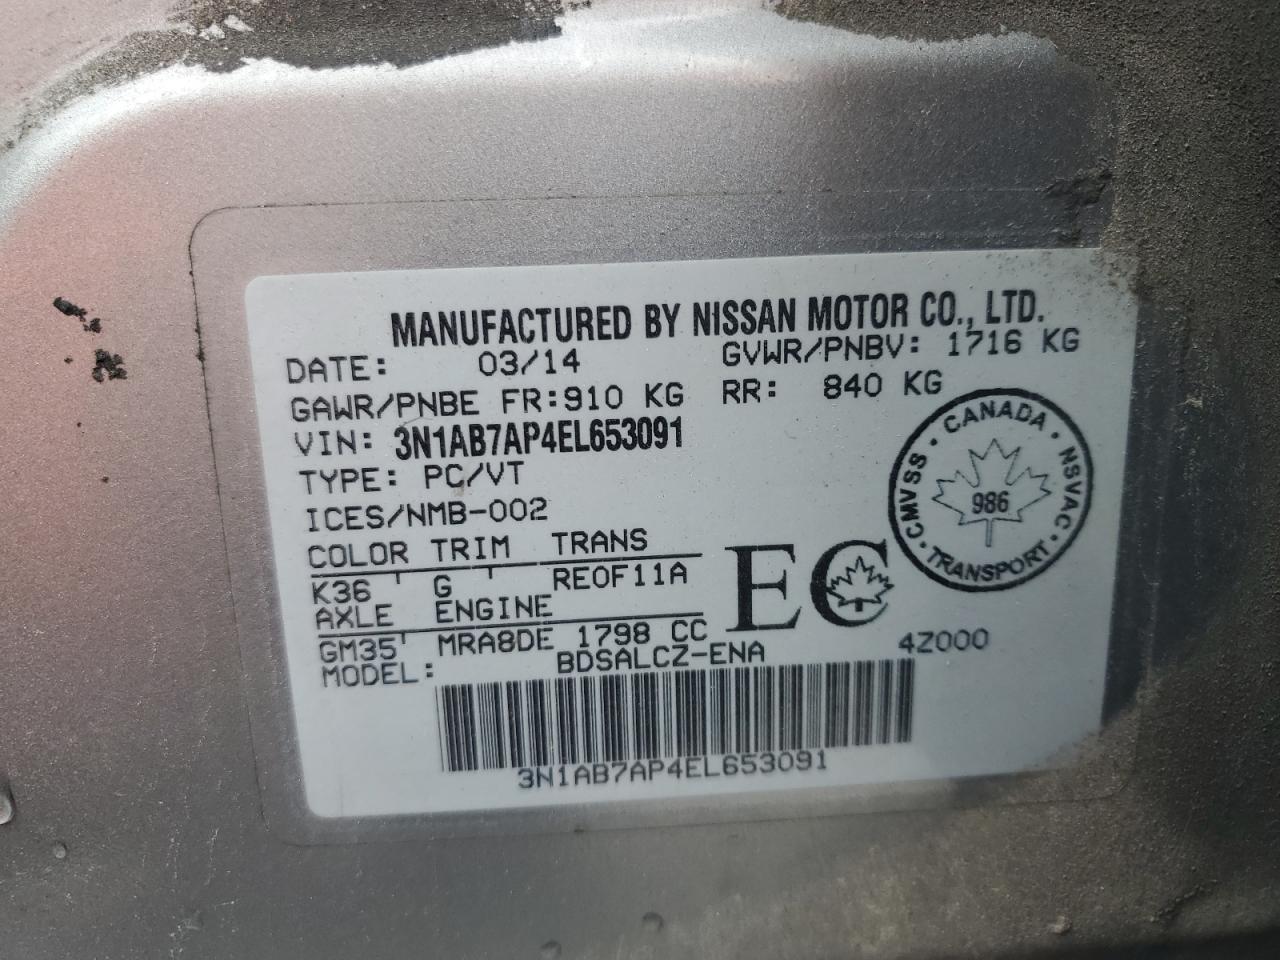 MANUFACTURED BY NISSAN MOTOR CO., LTD.
DATE: 03/14 GVWR/PNBV: 1716 KG
GAWR/PNBE FR:910 KG RR: 840 KG
VIN: 3N1AB7AP4EL653091
TYPE: PC/VT
ICES/NMB-002
COLOR TRIM TRANS
K36 G RE0F11A
AXLE ENGINE
GM35 MRA8DE 1798 CC
MODEL: BDSALCZ-ENA
EC
4Z000
CANADA · NSVAC · TRANSPORT · CMVSS ·
986
3N1AB7AP4EL653091